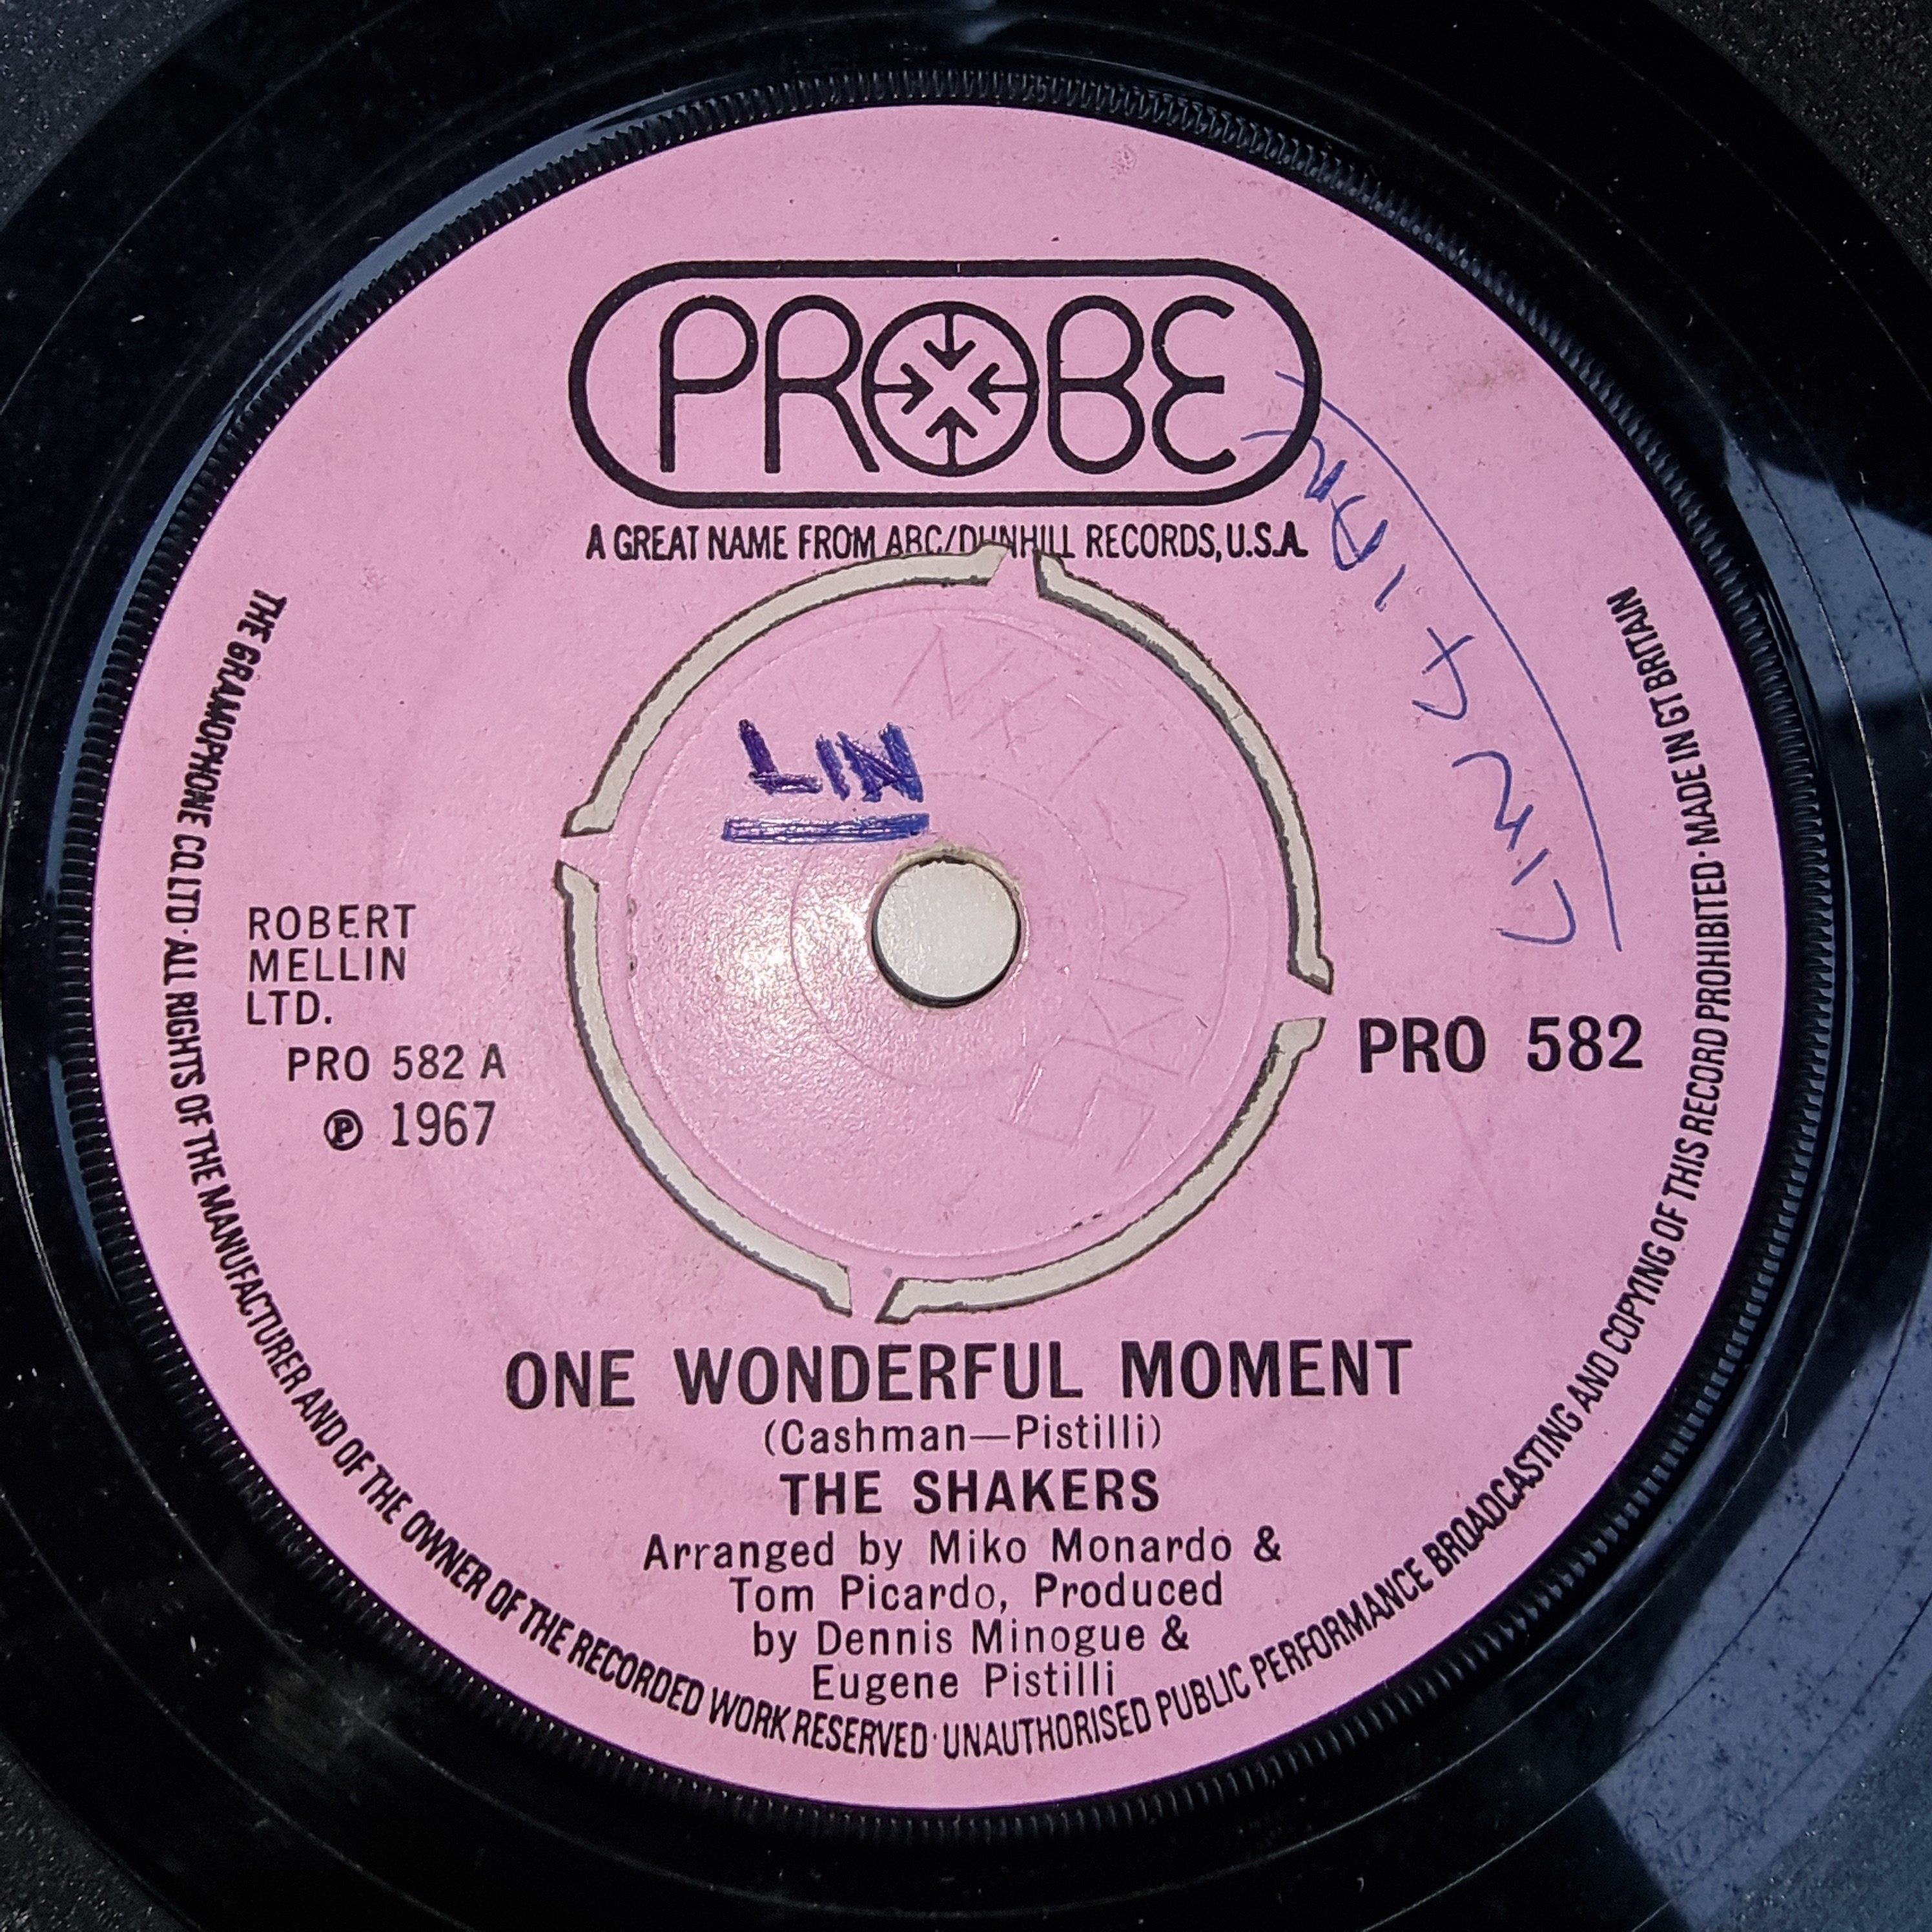 PROBE
A GREAT NAME FROM ABC/DUNHILL RECORDS, U.S.A.
LIN
ROBERT
MELLIN
LTD.
PRO 582 A
℗ 1967
PRO 582
ONE WONDERFUL MOMENT
(Cashman—Pistilli)
THE SHAKERS
Arranged by Miko Monardo &
Tom Picardo, Produced
by Dennis Minogue &
Eugene Pistilli
THE GRAMOPHONE CO. LTD · ALL RIGHTS OF THE MANUFACTURER AND OF THE OWNER OF THE RECORDED WORK RESERVED · UNAUTHORISED PUBLIC PERFORMANCE BROADCASTING AND COPYING OF THIS RECORD PROHIBITED · MADE IN GT BRITAIN